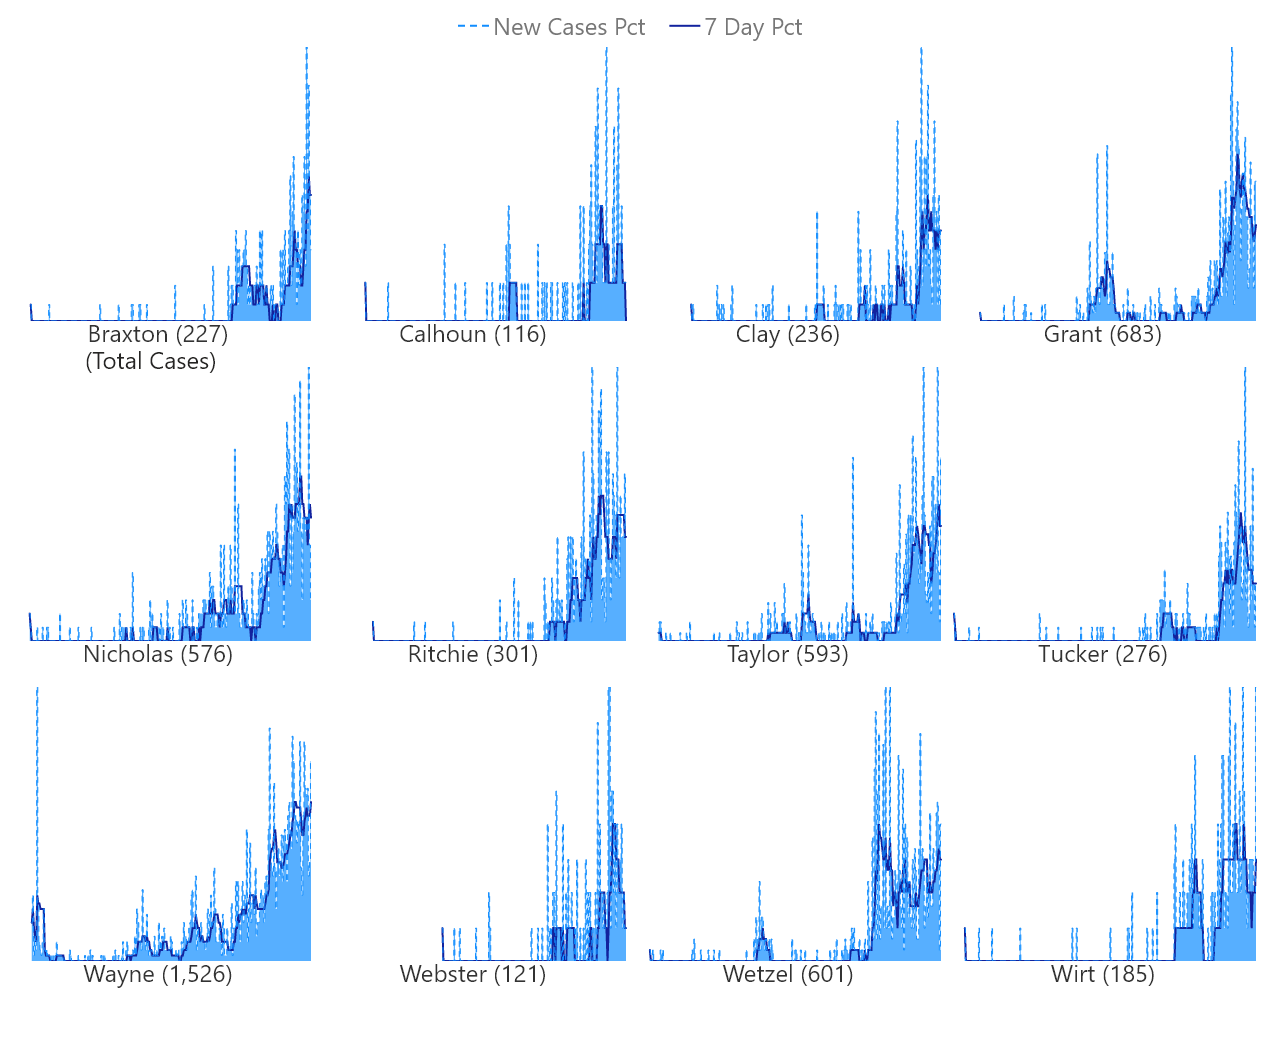 New Cases Pct 7 Day Pct
Braxton (227) Calhoun (116) Clay (236) Grant (683)
(Total Cases)
Nicholas (576) Ritchie (301) Taylor (593) Tucker (276)
Wayne (1,526) Webster (121) Wetzel (601) Wirt (185)